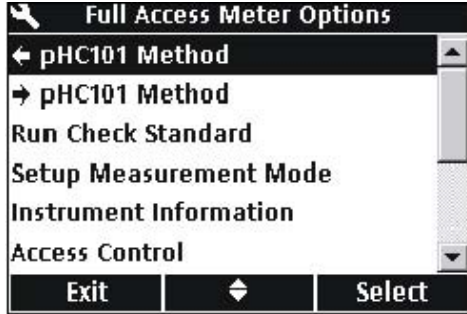 Full Access Meter Options
← pHC101 Method
→ pHC101 Method
Run Check Standard
Setup Measurement Mode
Instrument Information
Access Control
Exit Select